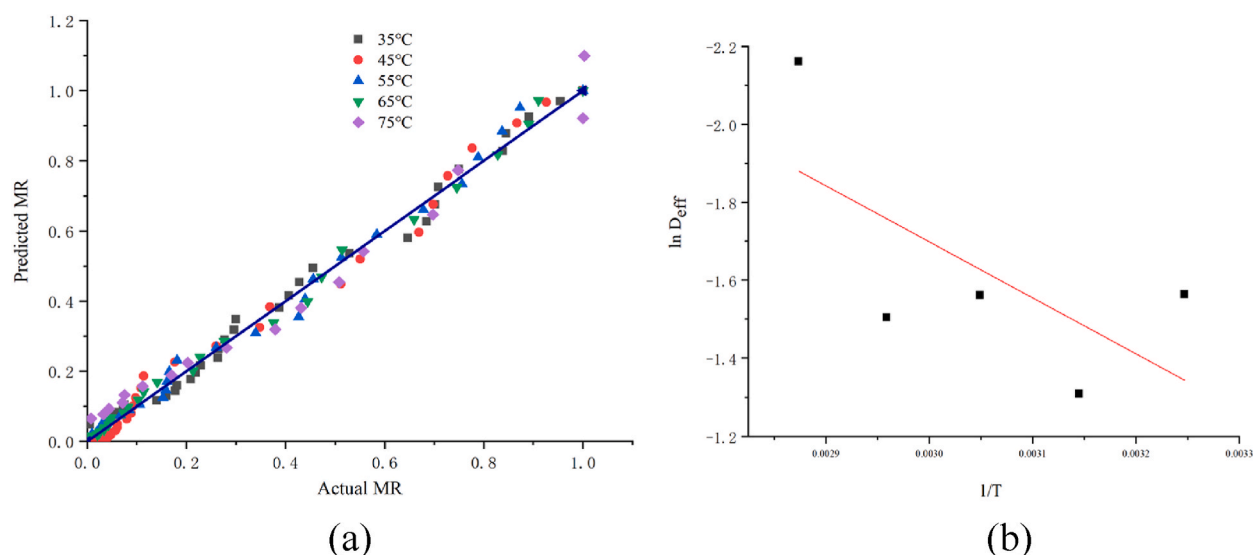 1.2
1.0
0.8
0.6
0.4
0.2
0.0
Predicted MR
35℃
45℃
55℃
65℃
75℃
0.0 0.2 0.4 0.6 0.8 1.0
Actual MR
(a)
-2.2
-2.0
-1.8
-1.6
-1.4
-1.2
ln D_eff
0.0029 0.0030 0.0031 0.0032 0.0033
1/T
(b)